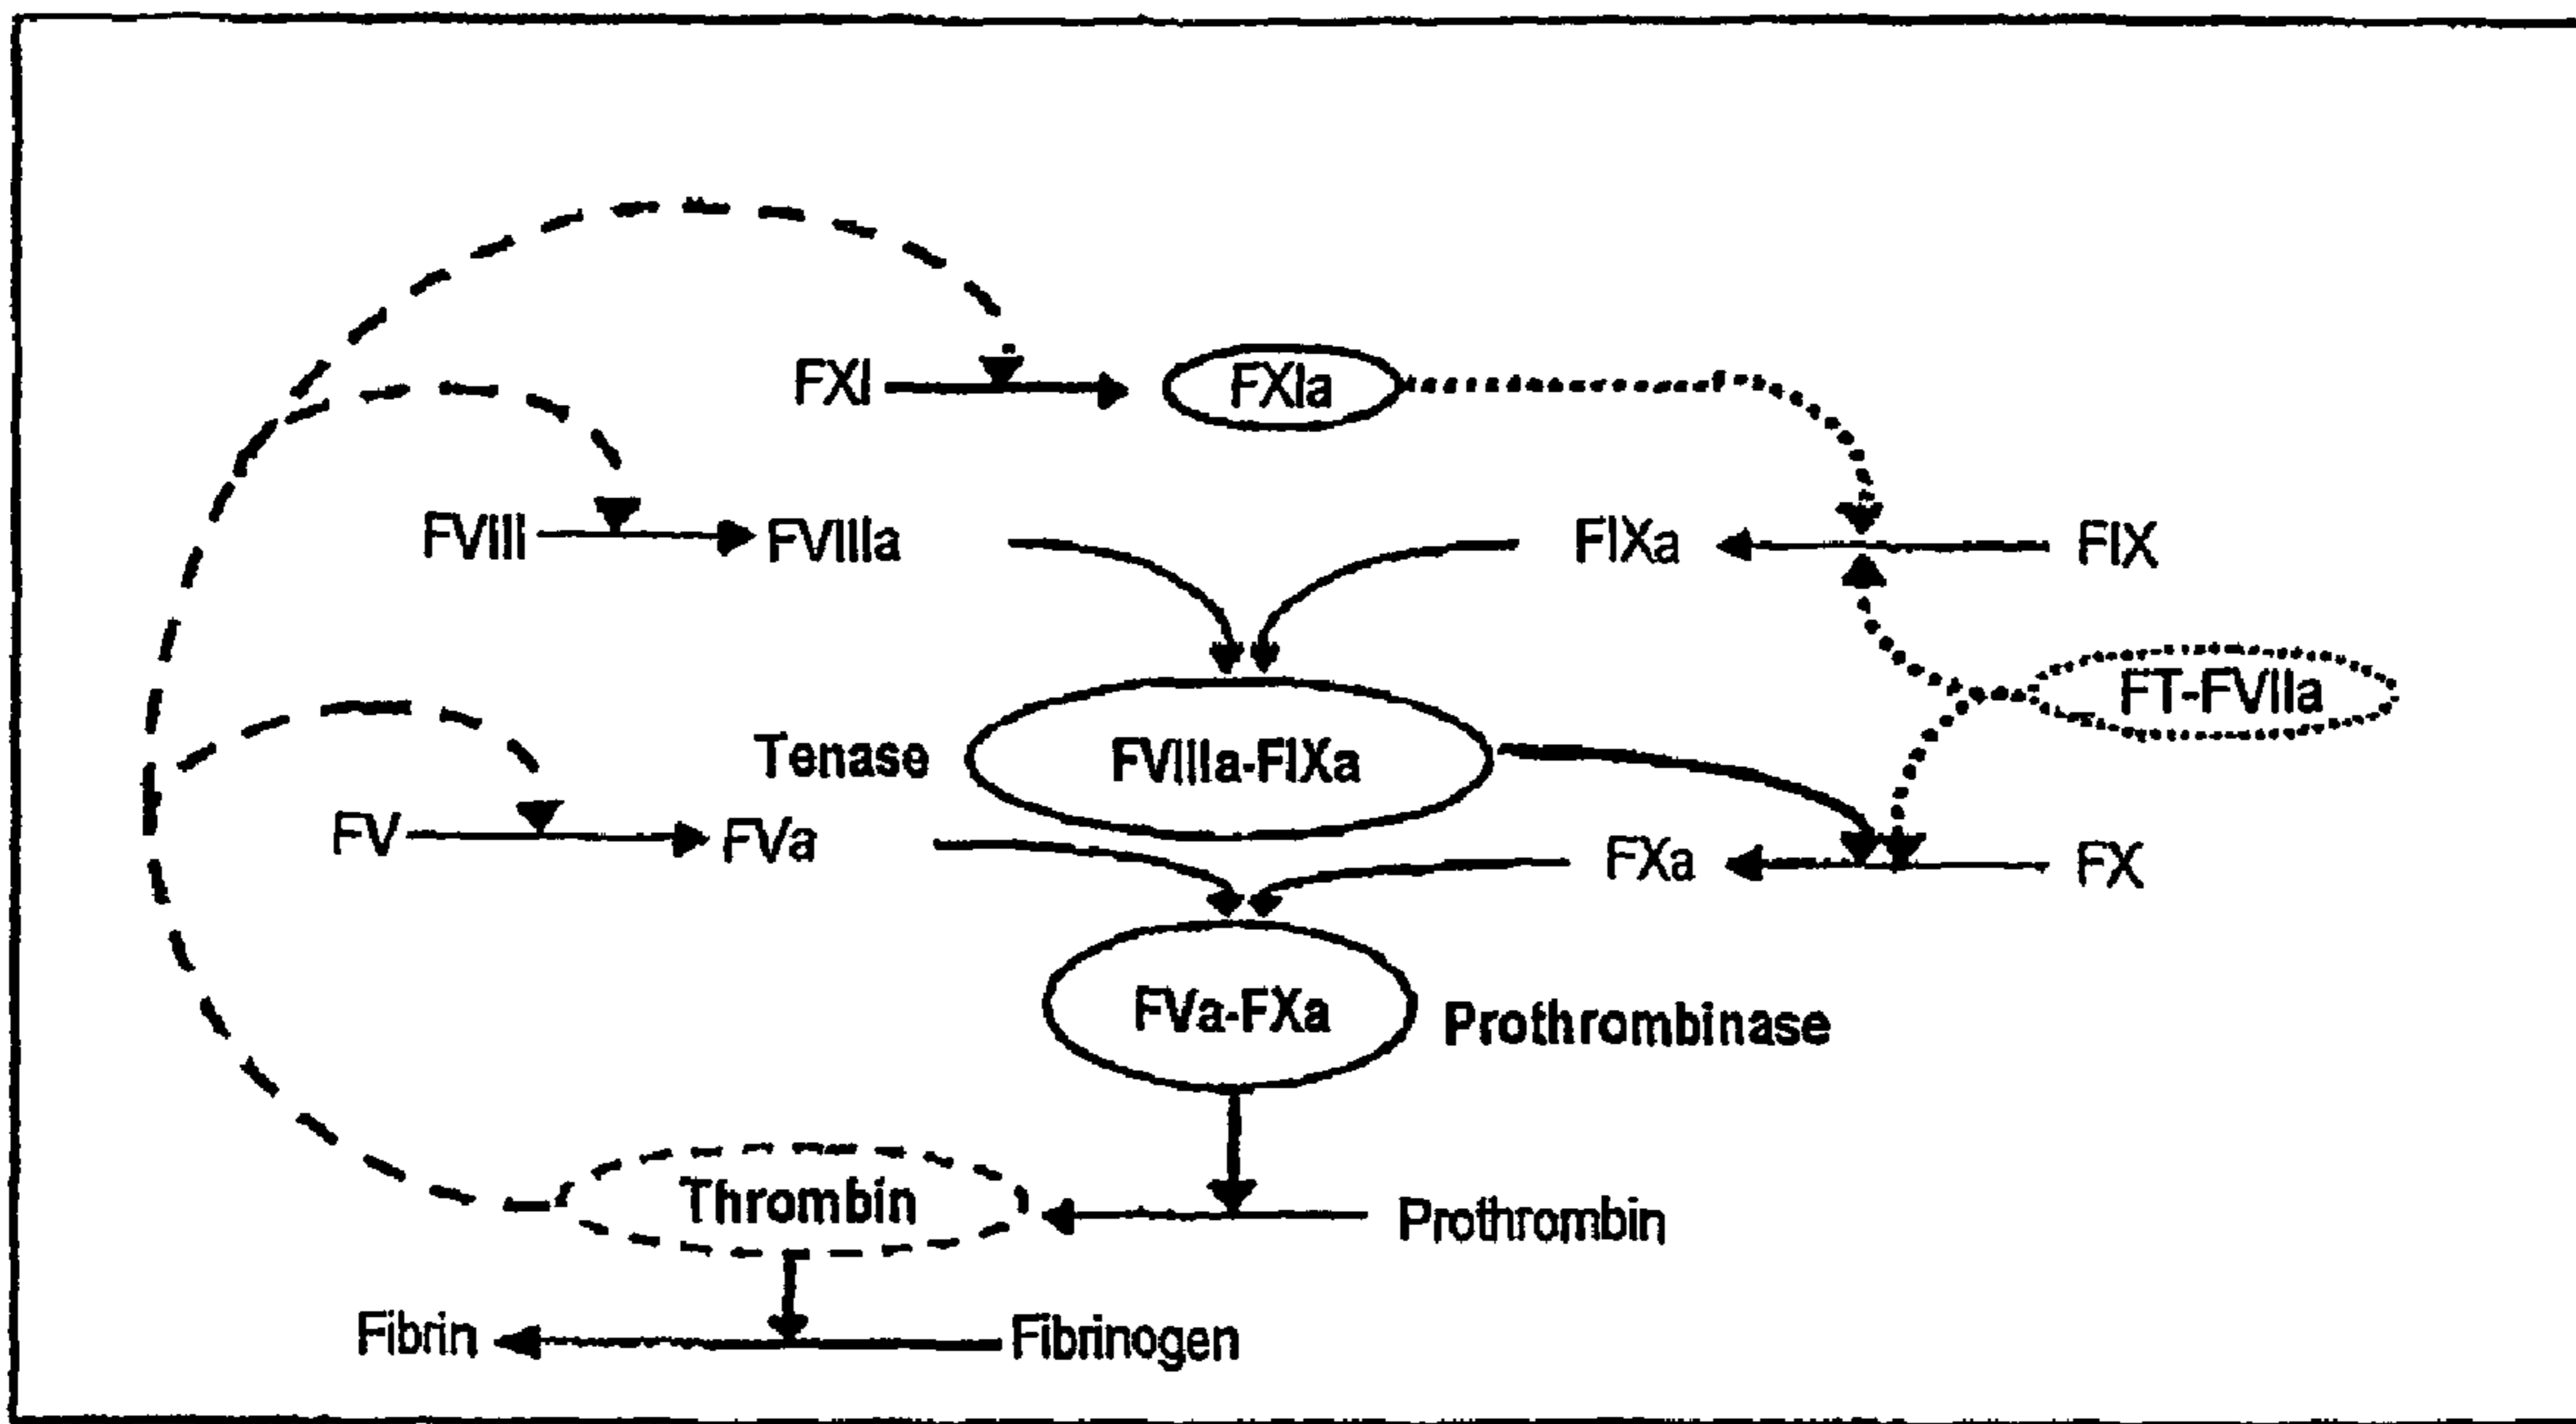 FXI
FXIa
FVIII
FVIIIa
FIXa
FIX
FT-FVIIa
Tenase
FVIIIa-FIXa
FV
FVa
FXa
FX
FVa-FXa
Prothrombinase
Thrombin
Prothrombin
Fibrin
Fibrinogen